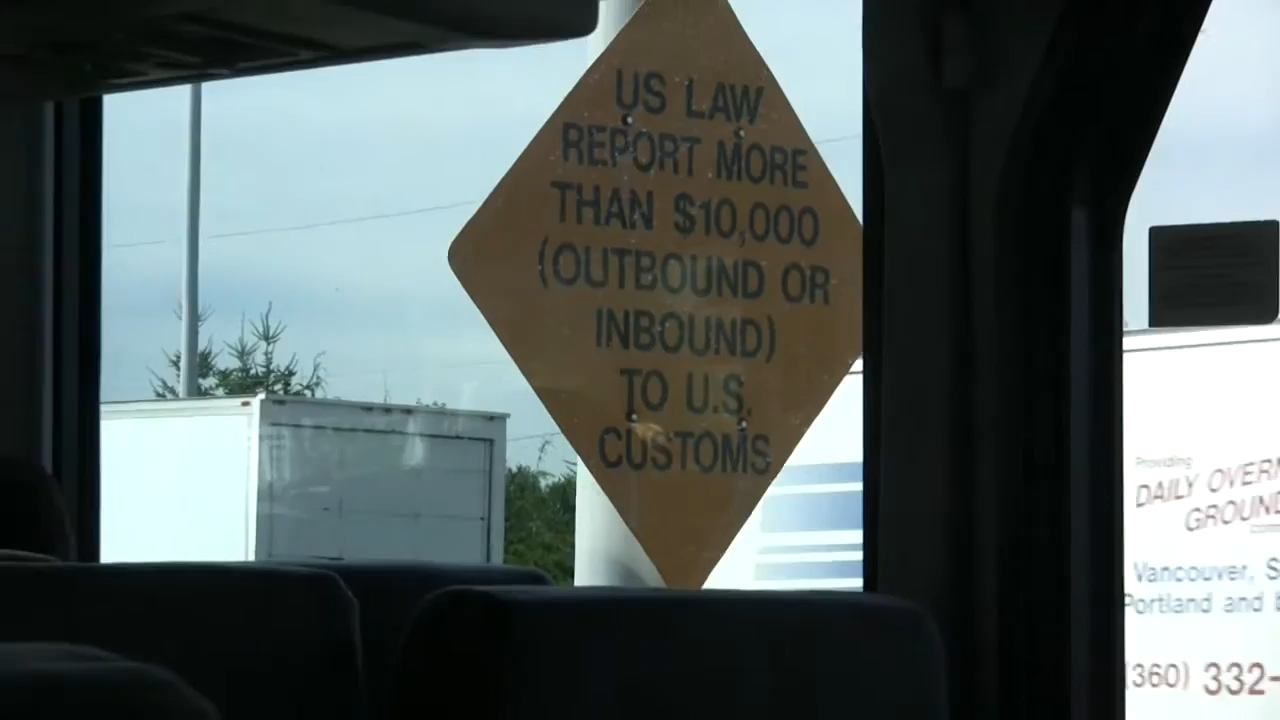 US LAW
REPORT MORE
THAN $10,000
(OUTBOUND OR
INBOUND)
TO U.S.
CUSTOMS
Providing
DAILY
GROUND
Vancouver,
Portland and
(360) 332-